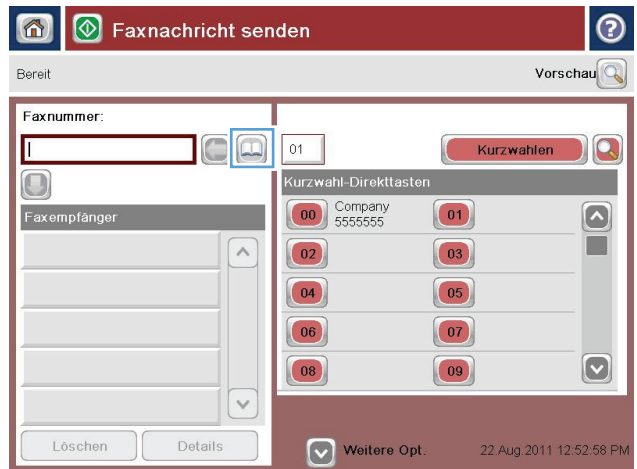 Faxnachricht senden
?
Bereit
Vorschau
Faxnummer:
01
Kurzwahlen
Kurzwahl-Direkttasten
Faxempfänger
00 Company 01
5555555
02 03
04 05
06 07
08 09
Löschen Details
Weitere Opt. 22.Aug.2011 12:52:58 PM